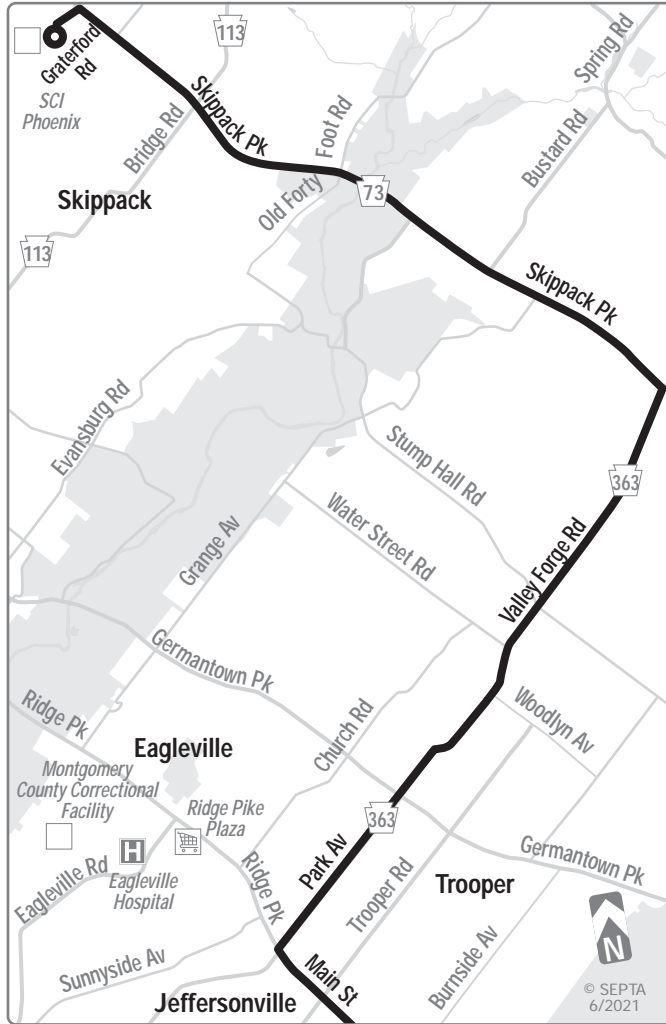 Graterford
Rd
SCI
Phoenix
113
Bridge Rd
Skippack Pk
Foot Rd
Old Forty
Spring Rd
Bustard Rd
73
Skippack
113
Skippack Pk
Evansburg Rd
Stump Hall Rd
363
Grange Av
Water Street Rd
Valley Forge Rd
Germantown Pk
Ridge Pk
Church Rd
Woodlyn Av
Eagleville
Montgomery
County Correctional
Facility
Ridge Pike
Plaza
363
H
Eagleville
Hospital
Eagleville Rd
Ridge Pk
Park Av
Trooper Rd
Germantown Pk
Trooper
Sunnyside Av
Main St
Burnside Av
N
Jeffersonville
© SEPTA
6/2021